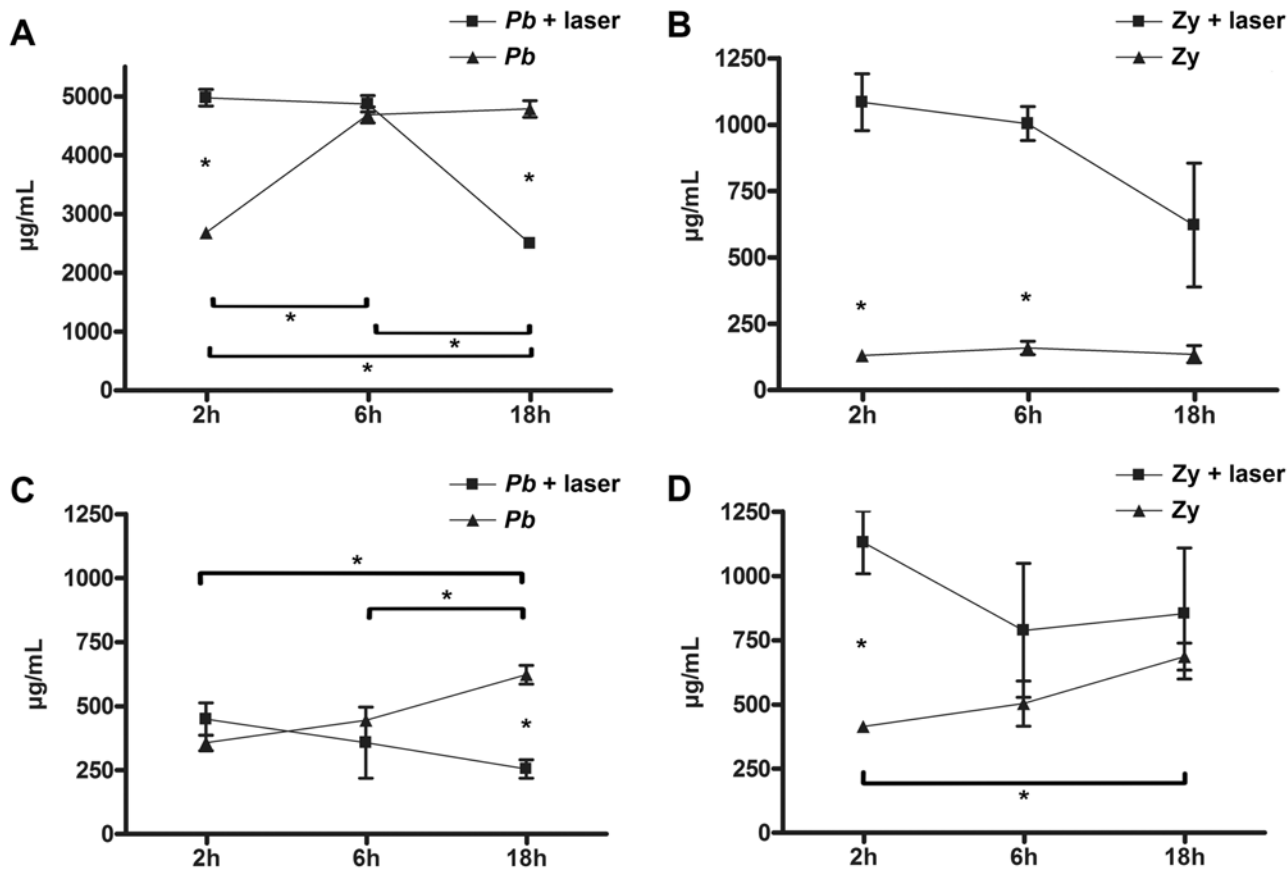 A
Pb + laser
Pb
µg/mL
5000
4000
3000
2000
1000
0
*
*
*
*
*
2h 6h 18h
B
Zy + laser
Zy
µg/mL
1250
1000
750
500
250
0
*
*
2h 6h 18h
C
Pb + laser
Pb
µg/mL
1250
1000
750
500
250
0
*
*
*
2h 6h 18h
D
Zy + laser
Zy
µg/mL
1250
1000
750
500
250
0
*
*
2h 6h 18h